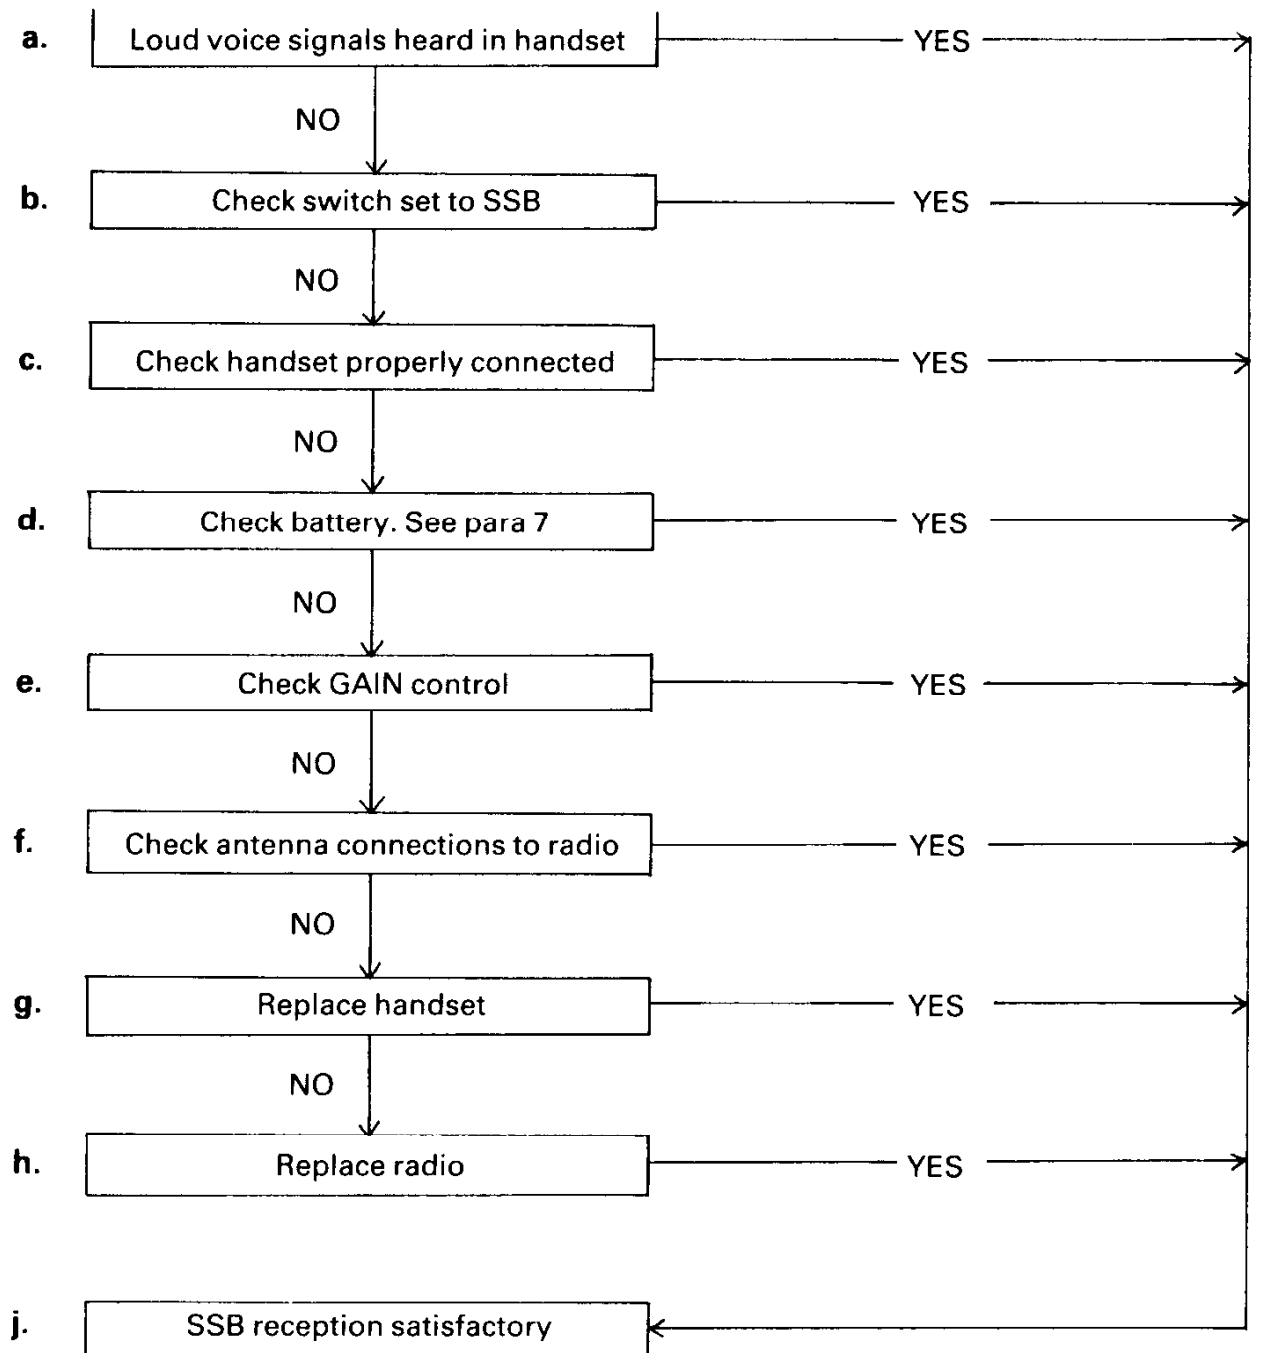 a. Loud voice signals heard in handset YES
NO
b. Check switch set to SSB YES
NO
c. Check handset properly connected YES
NO
d. Check battery. See para 7 YES
NO
e. Check GAIN control YES
NO
f. Check antenna connections to radio YES
NO
g. Replace handset YES
NO
h. Replace radio YES
j. SSB reception satisfactory